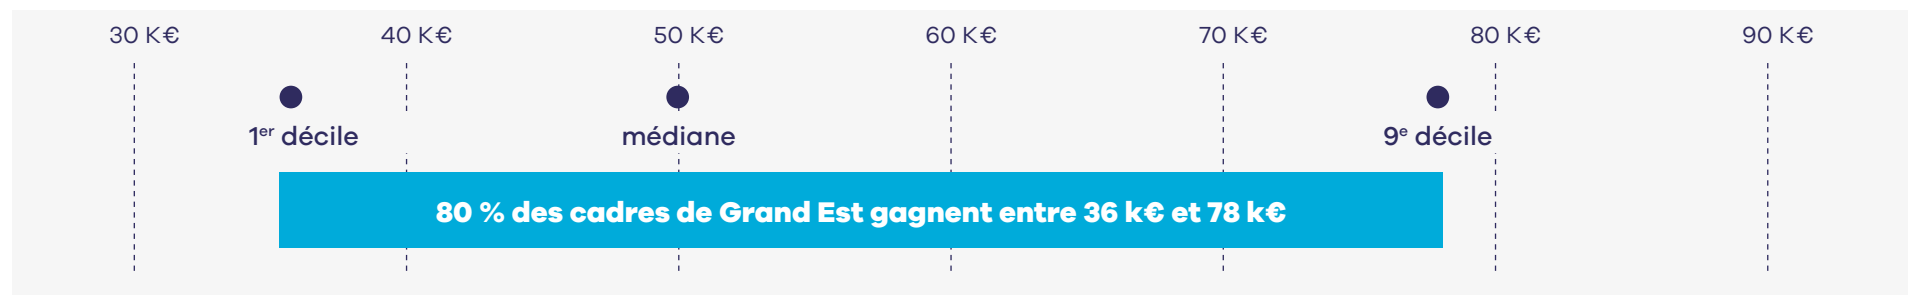 30 K€ 40 K€ 50 K€ 60 K€ 70 K€ 80 K€ 90 K€
1er décile médiane 9e décile
80 % des cadres de Grand Est gagnent entre 36 k€ et 78 k€